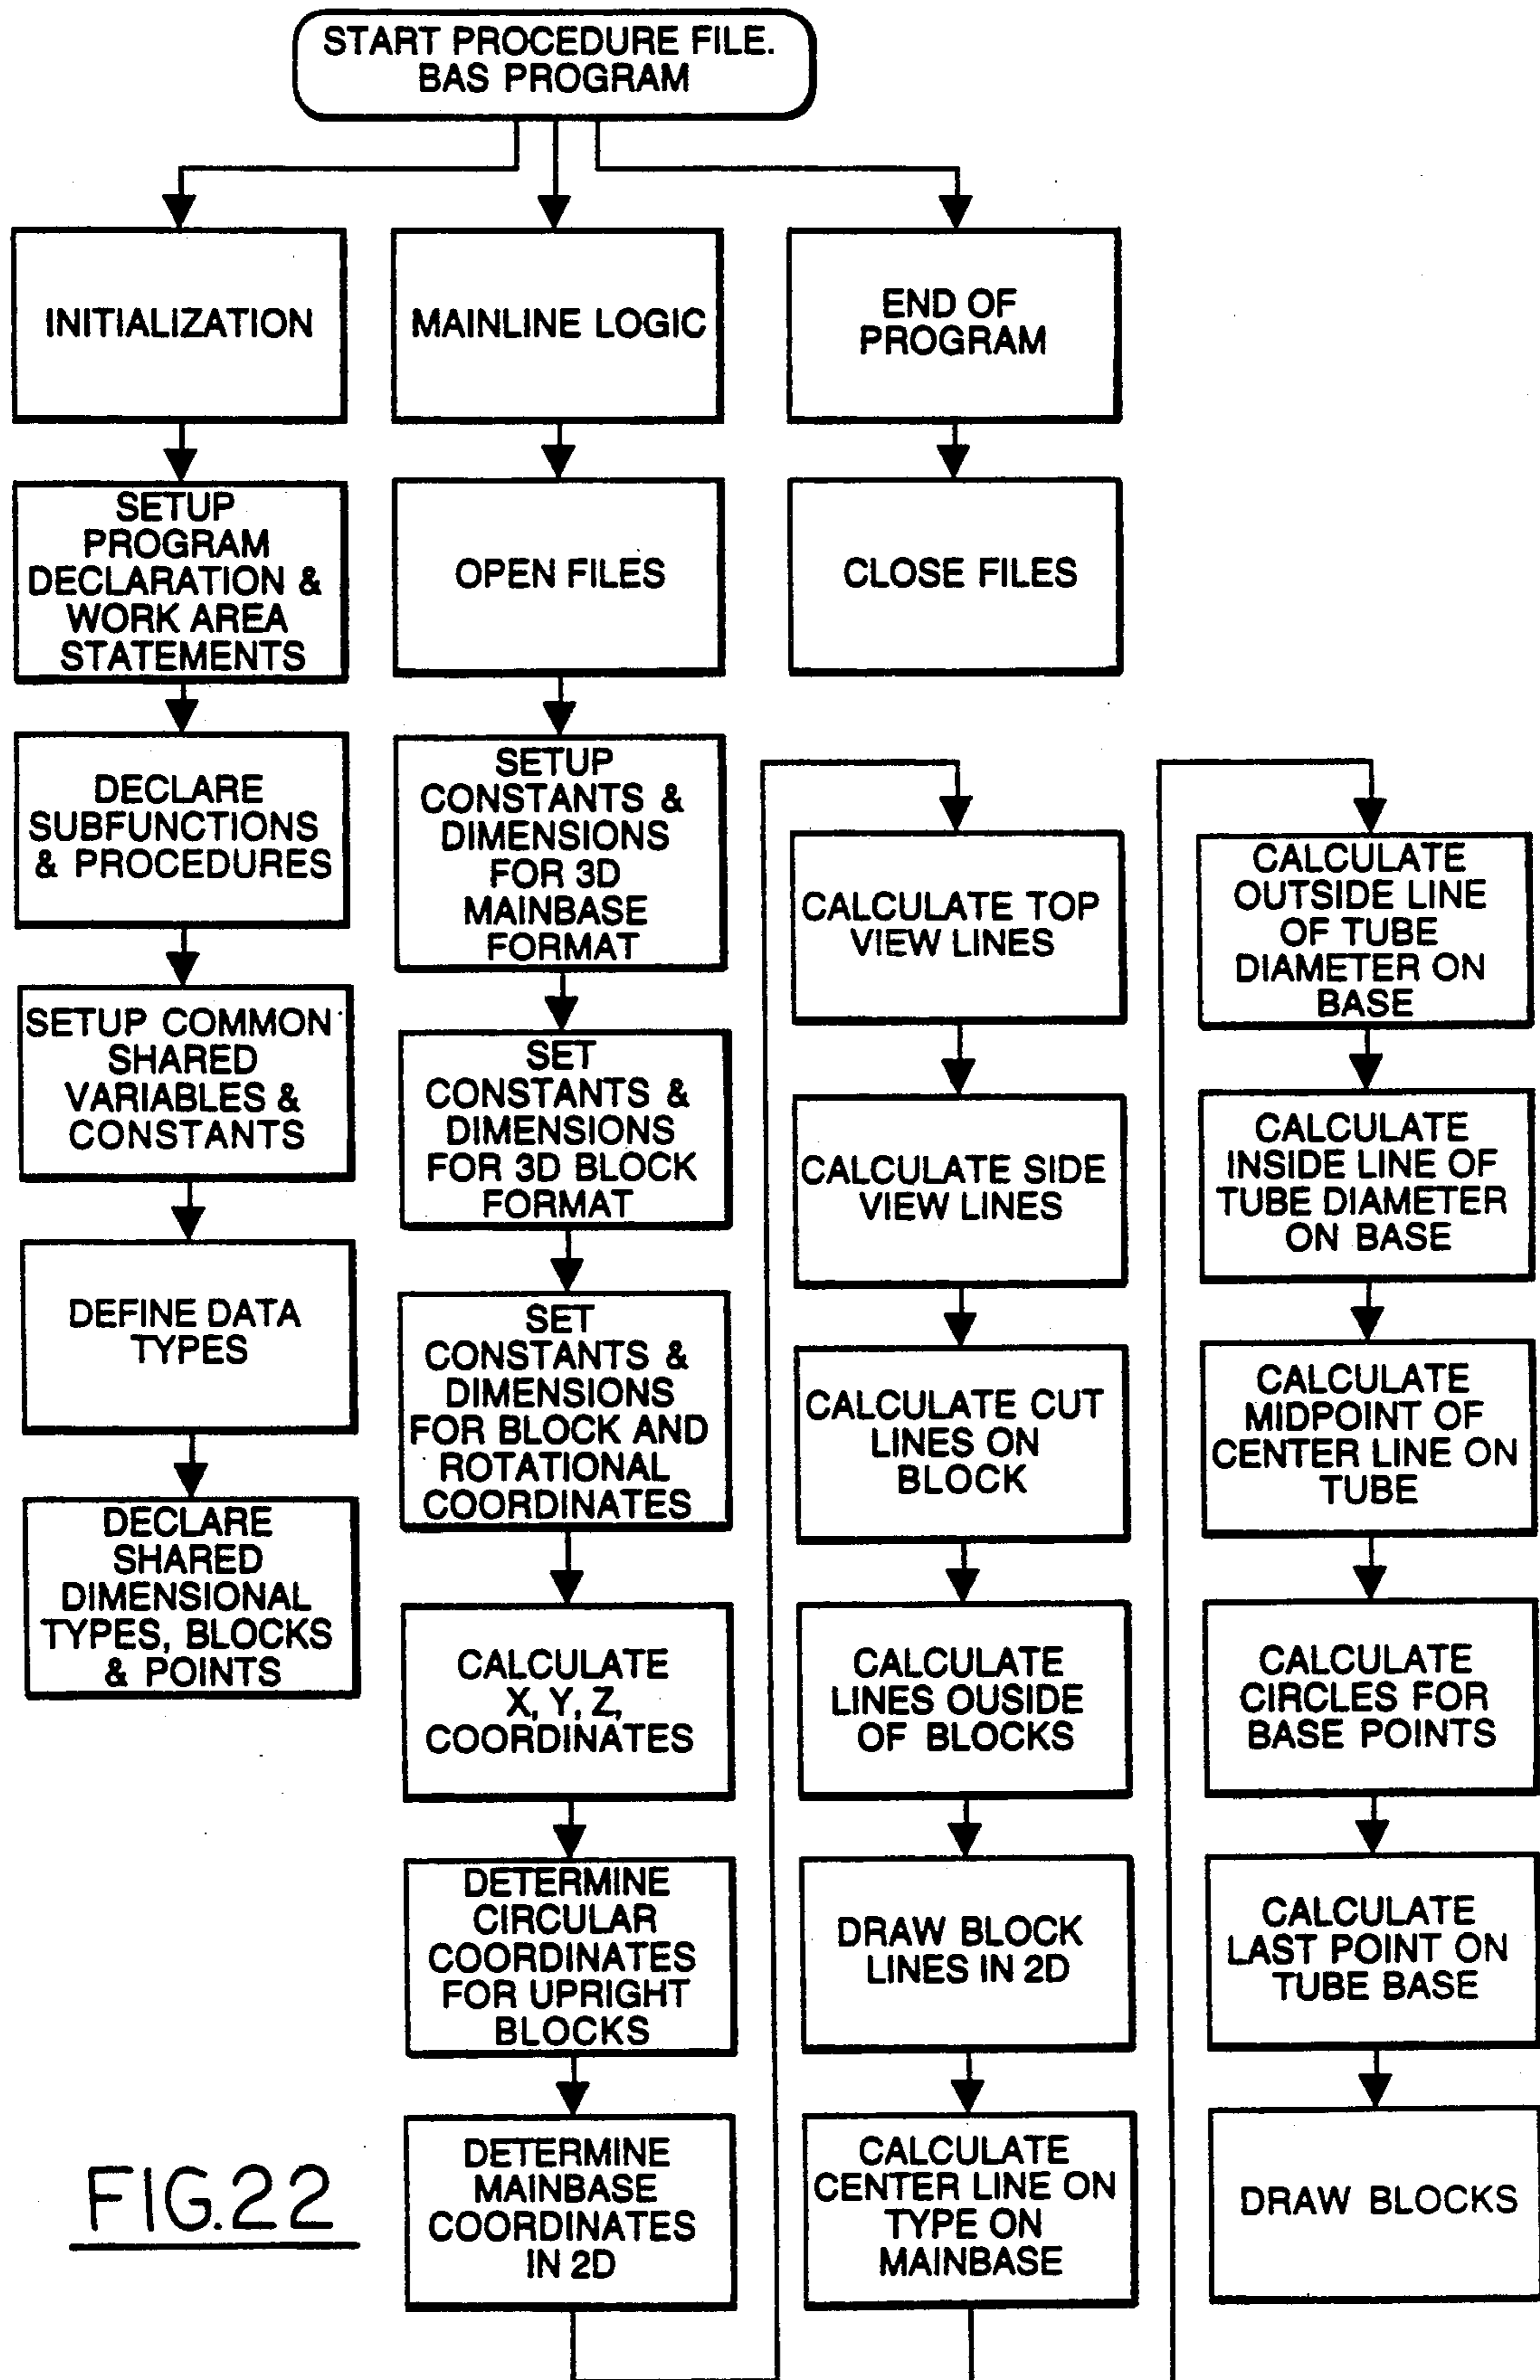 START PROCEDURE FILE.
BAS PROGRAM
INITIALIZATION
SETUP
PROGRAM
DECLARATION &
WORK AREA
STATEMENTS
DECLARE
SUBFUNCTIONS
& PROCEDURES
SETUP COMMON
SHARED
VARIABLES &
CONSTANTS
DEFINE DATA
TYPES
DECLARE
SHARED
DIMENSIONAL
TYPES, BLOCKS
& POINTS
MAINLINE LOGIC
OPEN FILES
SETUP
CONSTANTS &
DIMENSIONS
FOR 3D
MAINBASE
FORMAT
SET
CONSTANTS &
DIMENSIONS
FOR 3D BLOCK
FORMAT
SET
CONSTANTS &
DIMENSIONS
FOR BLOCK AND
ROTATIONAL
COORDINATES
CALCULATE
X, Y, Z,
COORDINATES
DETERMINE
CIRCULAR
COORDINATES
FOR UPRIGHT
BLOCKS
DETERMINE
MAINBASE
COORDINATES
IN 2D
END OF
PROGRAM
CLOSE FILES
CALCULATE TOP
VIEW LINES
CALCULATE SIDE
VIEW LINES
CALCULATE CUT
LINES ON
BLOCK
CALCULATE
LINES OUSIDE
OF BLOCKS
DRAW BLOCK
LINES IN 2D
CALCULATE
CENTER LINE ON
TYPE ON
MAINBASE
CALCULATE
OUTSIDE LINE
OF TUBE
DIAMETER ON
BASE
CALCULATE
INSIDE LINE OF
TUBE DIAMETER
ON BASE
CALCULATE
MIDPOINT OF
CENTER LINE ON
TUBE
CALCULATE
CIRCLES FOR
BASE POINTS
CALCULATE
LAST POINT ON
TUBE BASE
DRAW BLOCKS
FIG.22